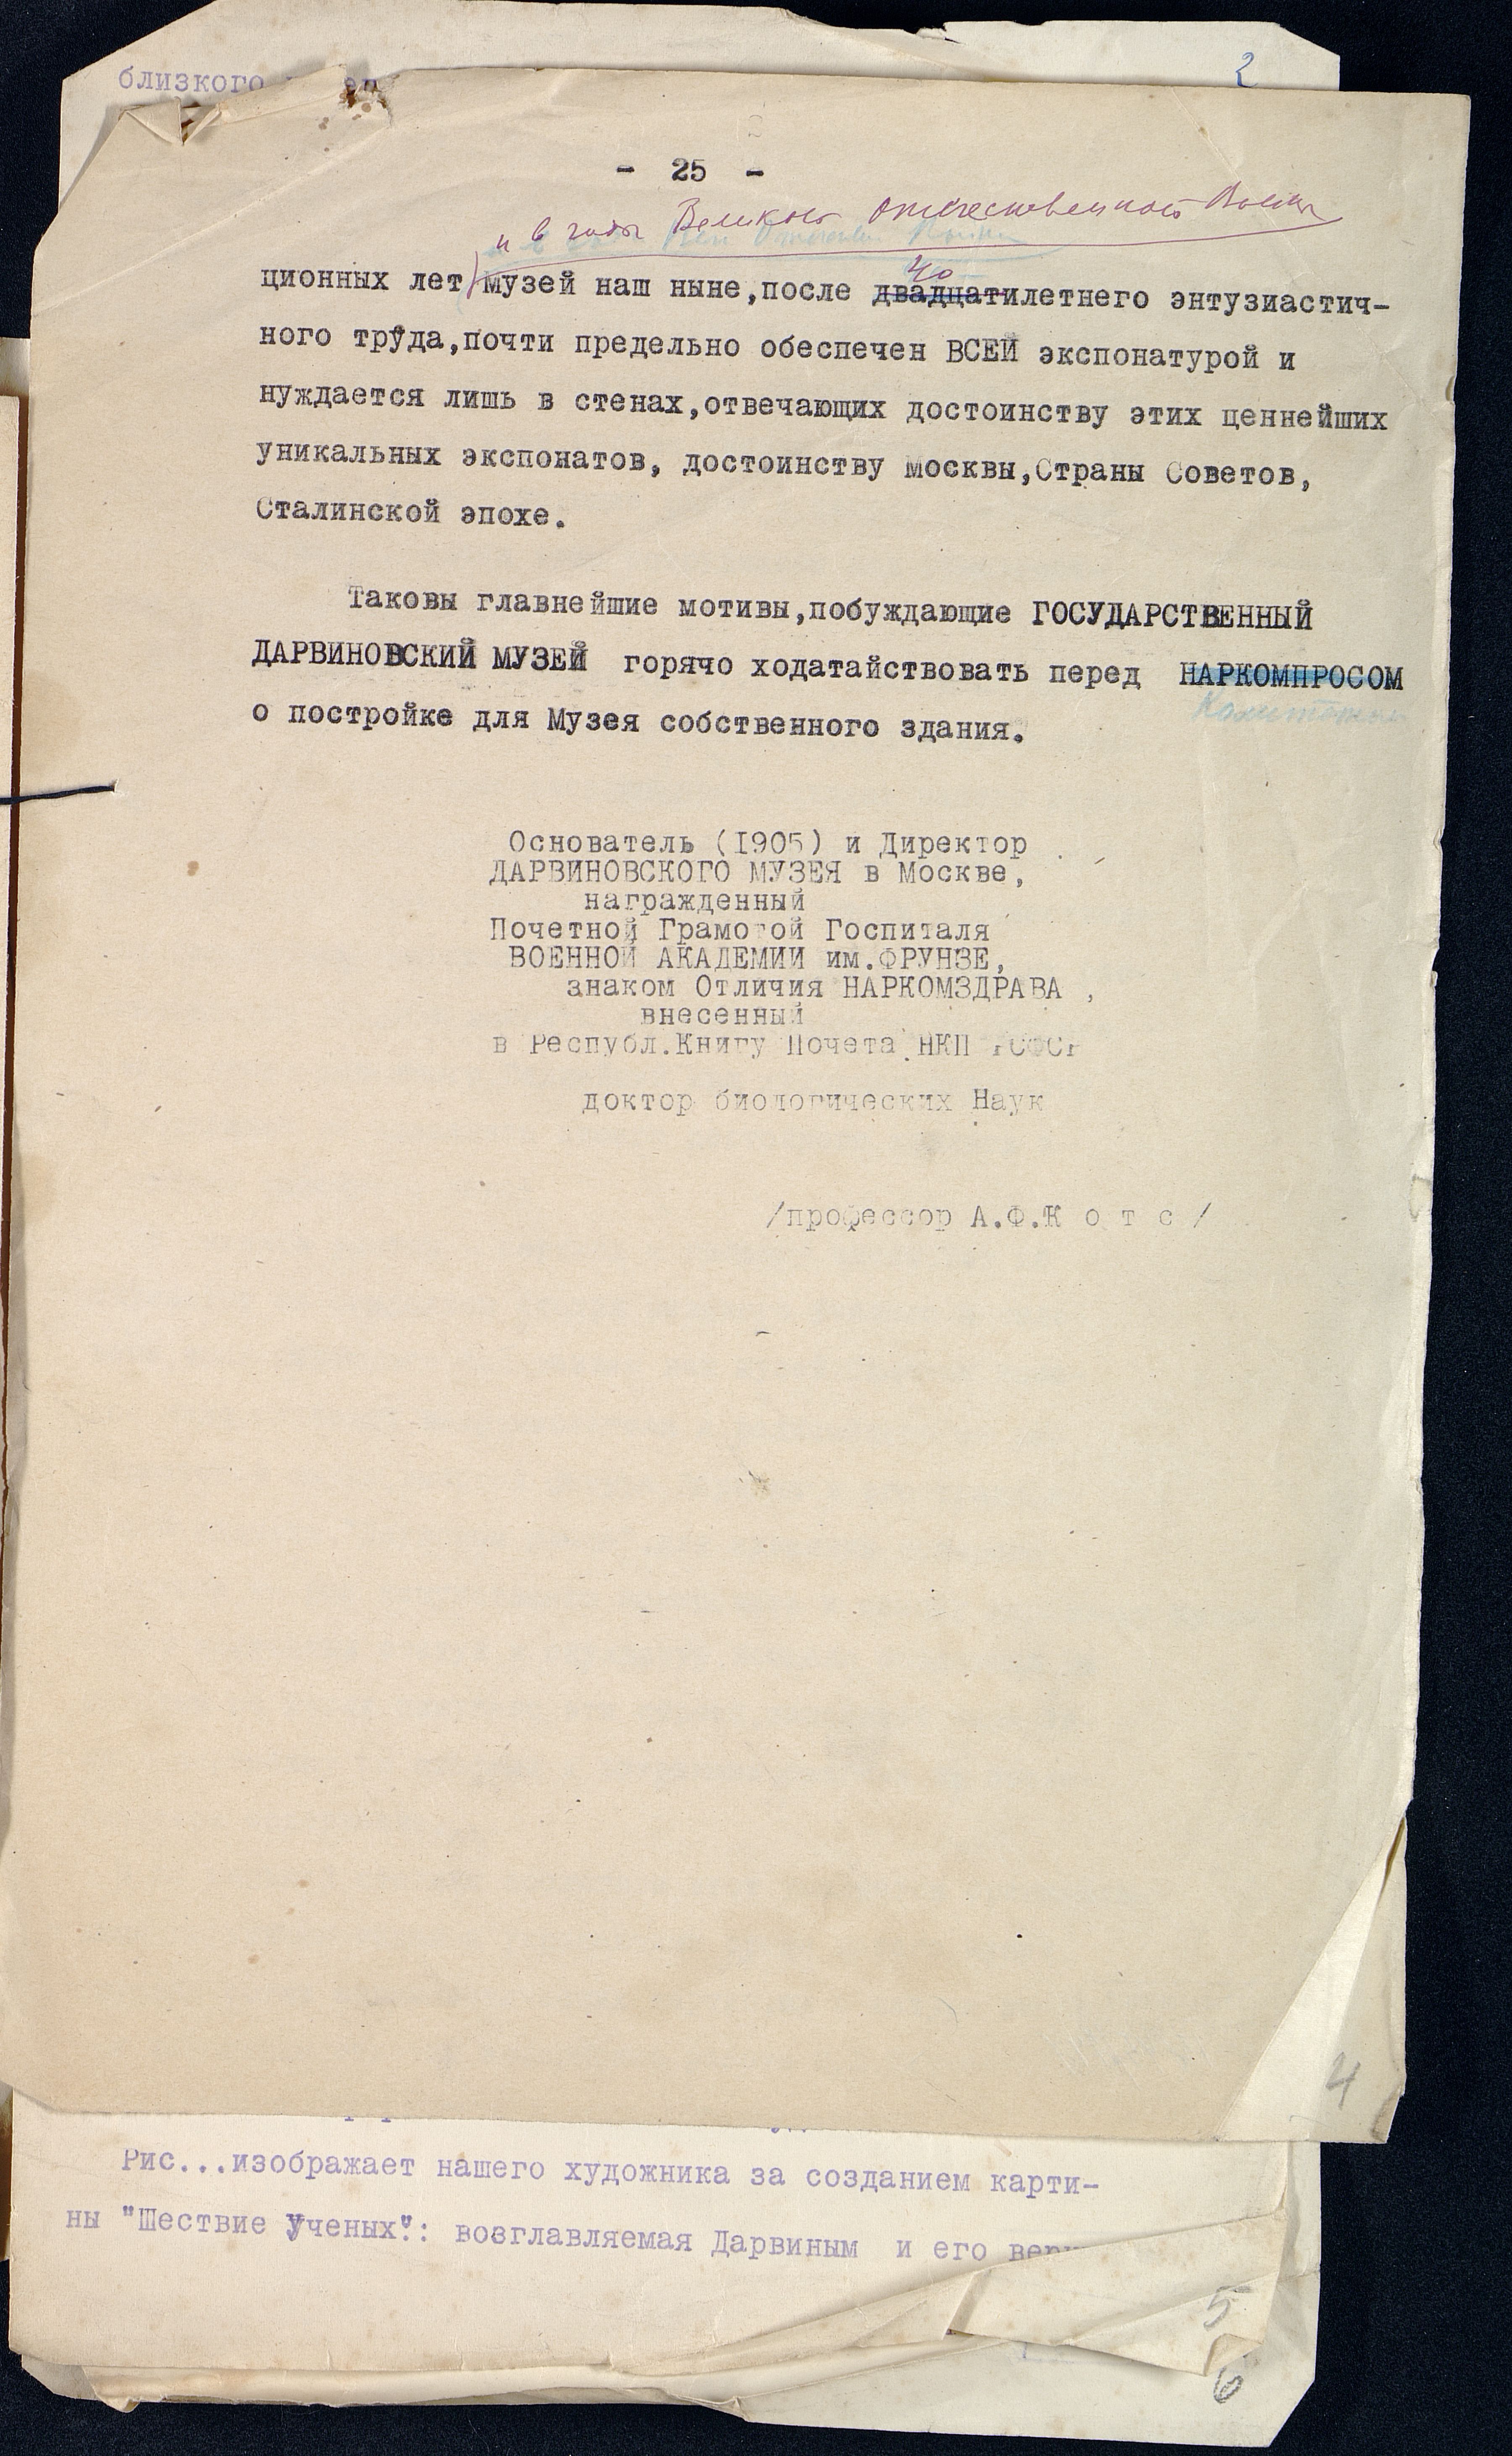 близкого
2
- 25 -
и в годы Великой Отечественной Войны
ционных лет музей наш ныне,после двадцатилетнего энтузиастич-
40
ного труда,почти предельно обеспечен ВСЕЙ экспонатурой и
нуждается лишь в стенах,отвечающих достоинству этих ценнейших
уникальных экспонатов, достоинству москвы,Страны Советов,
Сталинской эпохе.
Таковы главнейшие мотивы,побуждающие ГОСУДАРСТВЕННЫЙ
ДАРВИНОВСКИЙ МУЗЕЙ горячо ходатайствовать перед НАРКОМПРОСОМ
Комитетом
о постройке для Музея собственного здания.
Основатель (1905) и Директор
ДАРВИНОВСКОГО МУЗЕЯ в Москве,
награжденный
Почетной Грамотой Госпиталя
ВОЕННОЙ АКАДЕМИИ им.ФРУНЗЕ,
знаком Отличия НАРКОМЗДРАВА ,
внесенный
в Республ.Книгу Почета НКП РСФСР
доктор биологических Наук
/профессор А.Ф.К о т с /
4
Рис...изображает нашего художника за созданием карти-
ны "Шествие ученых": возглавляемая Дарвиным и его
5
6